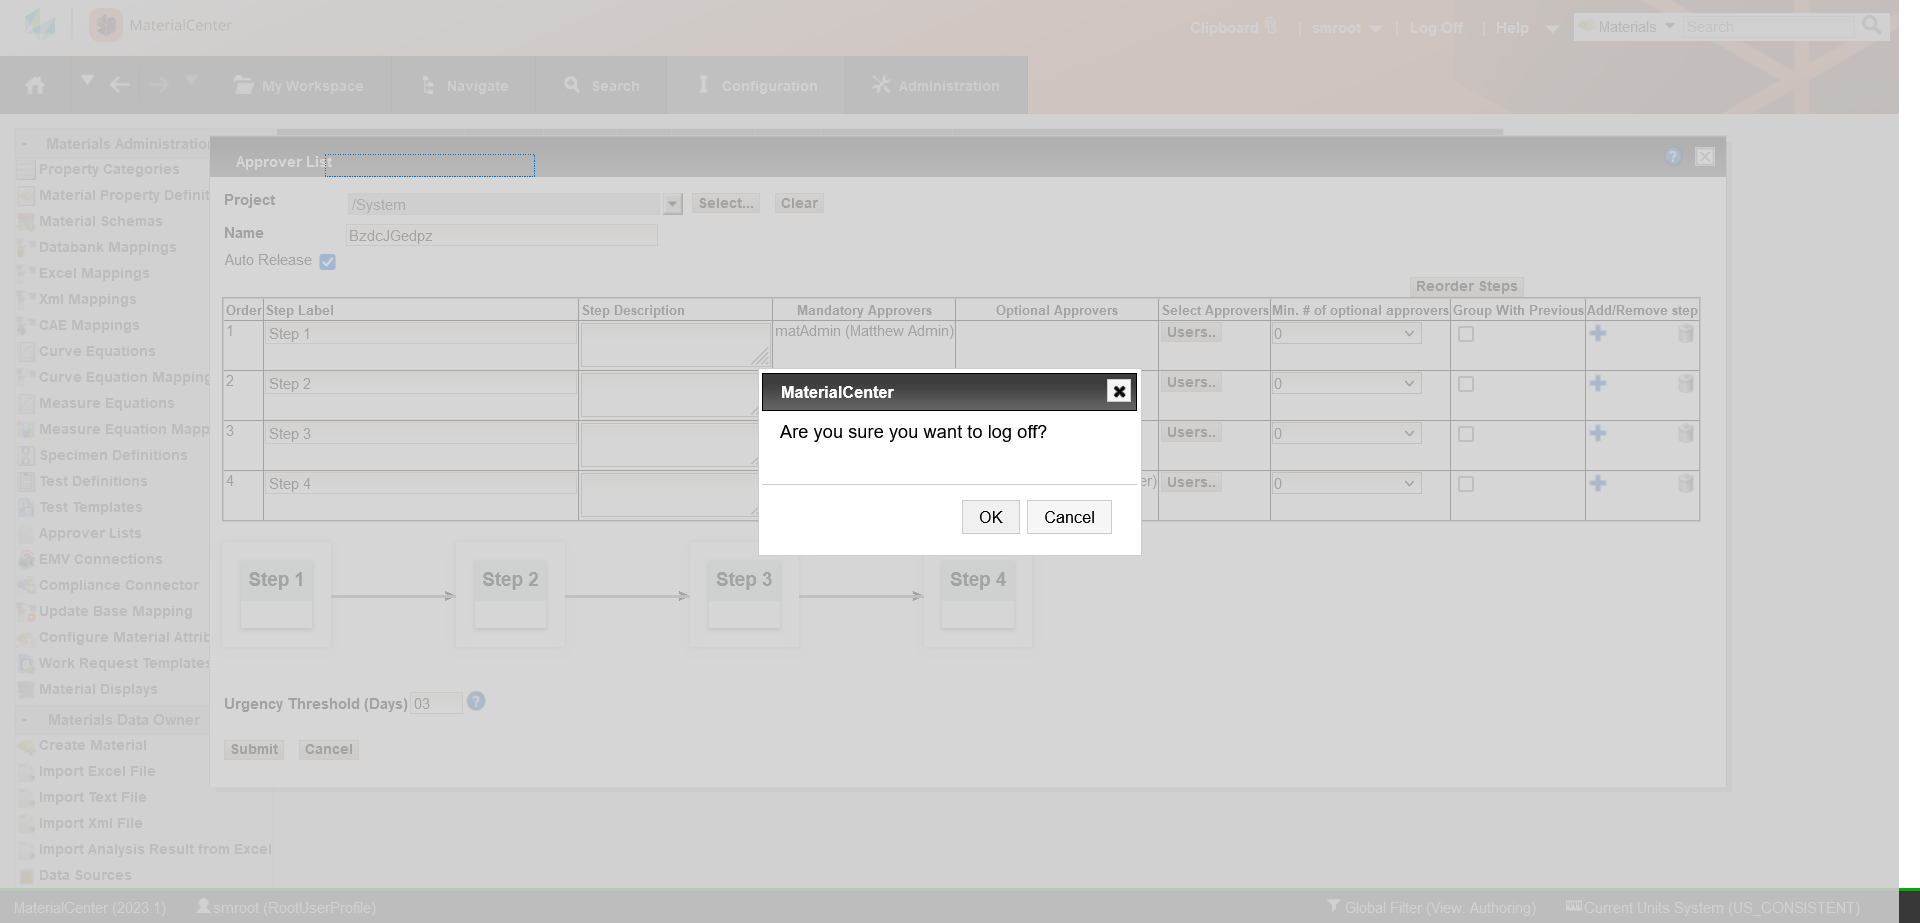 MaterialCenter
Clipboard | smroot | Log Off | Help Materials Search
My Workspace Navigate Search Configuration Administration
- Materials Administration
Property Categories
Material Property Definit
Material Schemas
Databank Mappings
Excel Mappings
Xml Mappings
CAE Mappings
Curve Equations
Curve Equation Mapping
Measure Equations
Measure Equation Mapp
Specimen Definitions
Test Definitions
Test Templates
Approver Lists
EMV Connections
Compliance Connector
Update Base Mapping
Configure Material Attrib
Work Request Templates
Material Displays
- Materials Data Owner
Create Material
Import Excel File
Import Text File
Import Xml File
Import Analysis Result from Excel
Data Sources
Approver List ?
Project /System Select... Clear
Name BzdcJGedpz
Auto Release
Reorder Steps
Order Step Label Step Description Mandatory Approvers Optional Approvers Select Approvers Min. # of optional approvers Group With Previous Add/Remove step
1 Step 1 matAdmin (Matthew Admin) Users.. 0
2 Step 2 Users.. 0
3 Step 3 Users.. 0
4 Step 4 er) Users.. 0
MaterialCenter
Are you sure you want to log off?
OK Cancel
Step 1 Step 2 Step 3 Step 4
Urgency Threshold (Days) 03 ?
Submit Cancel
MaterialCenter (2023.1) smroot (RootUserProfile) Global Filter (View: Authoring) Current Units System (US_CONSISTENT)